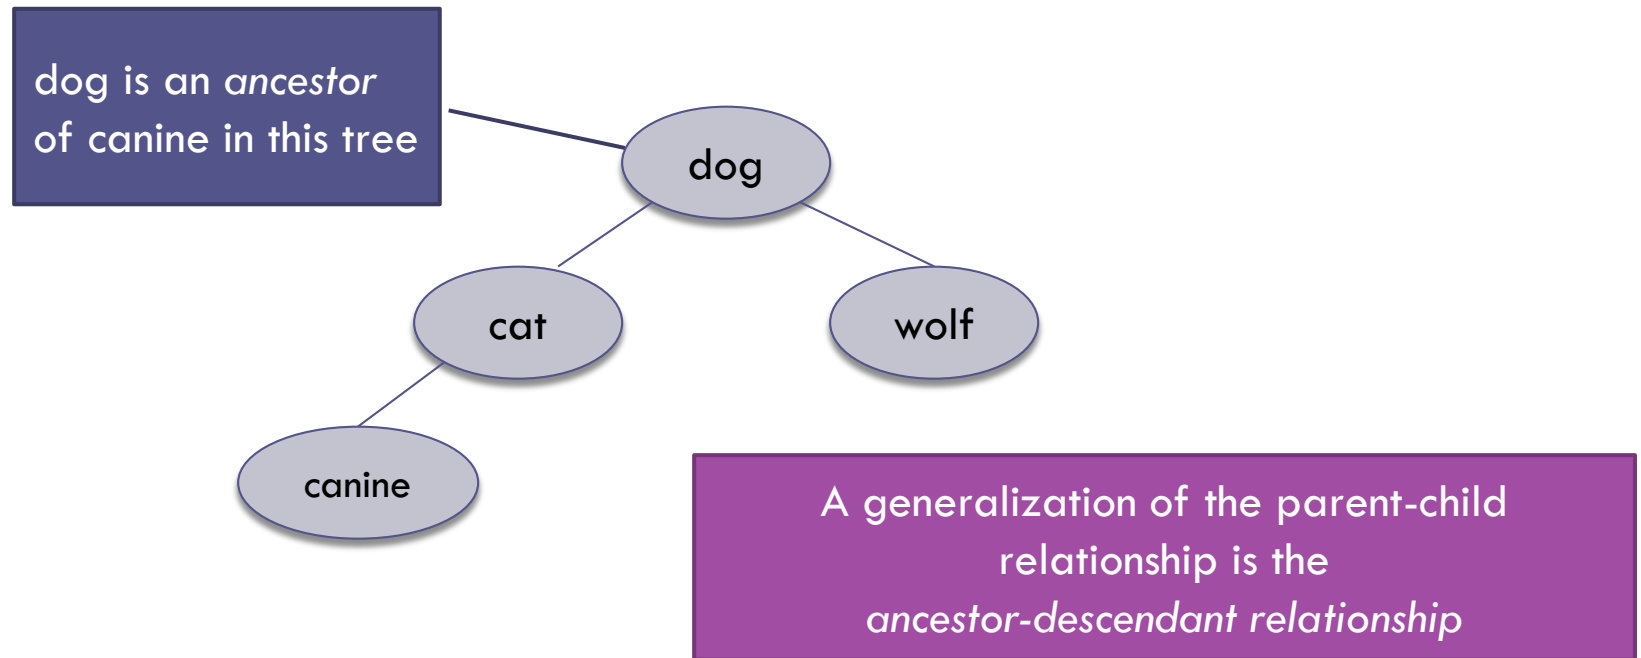 dog is an ancestor
of canine in this tree
dog
cat
wolf
canine
A generalization of the parent-child
relationship is the
ancestor-descendant relationship